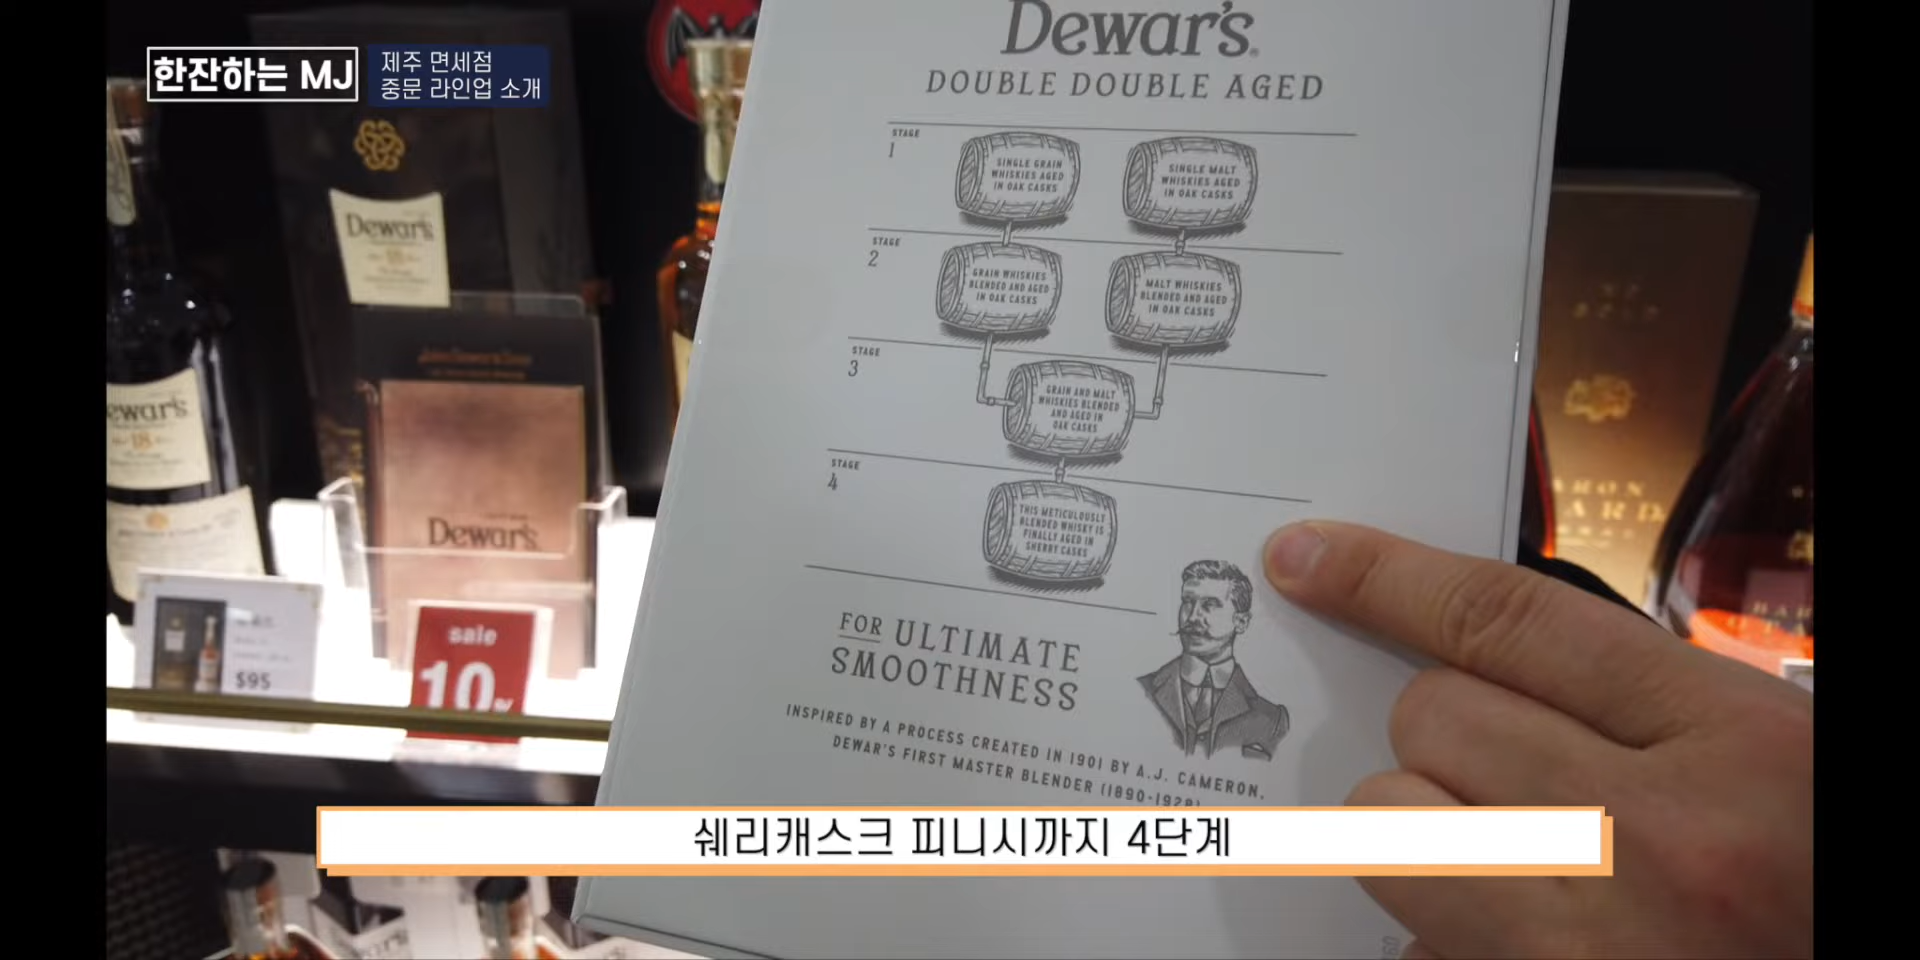 한잔하는 MJ
제주 면세점
중문 라인업 소개
Dewar's
DOUBLE DOUBLE AGED
STAGE
1
SINGLE GRAIN
WHISKIES AGED
IN OAK CASKS
SINGLE MALT
WHISKIES AGED
IN OAK CASKS
STAGE
2
GRAIN WHISKIES
BLENDED AND AGED
IN OAK CASKS
MALT WHISKIES
BLENDED AND AGED
IN OAK CASKS
STAGE
3
GRAIN AND MALT
WHISKIES BLENDED
AND AGED IN
OAK CASKS
STAGE
4
THIS METICULOUSLY
BLENDED WHISKY IS
FINALLY AGED IN
SHERRY CASKS
FOR ULTIMATE
SMOOTHNESS
INSPIRED BY A PROCESS CREATED IN 1901 BY A.J. CAMERON,
DEWAR'S FIRST MASTER BLENDER (1890-1928)
Dewar's
18
ewar's
18
Dewar's
$95
sale
10%
쉐리캐스크 피니시까지 4단계